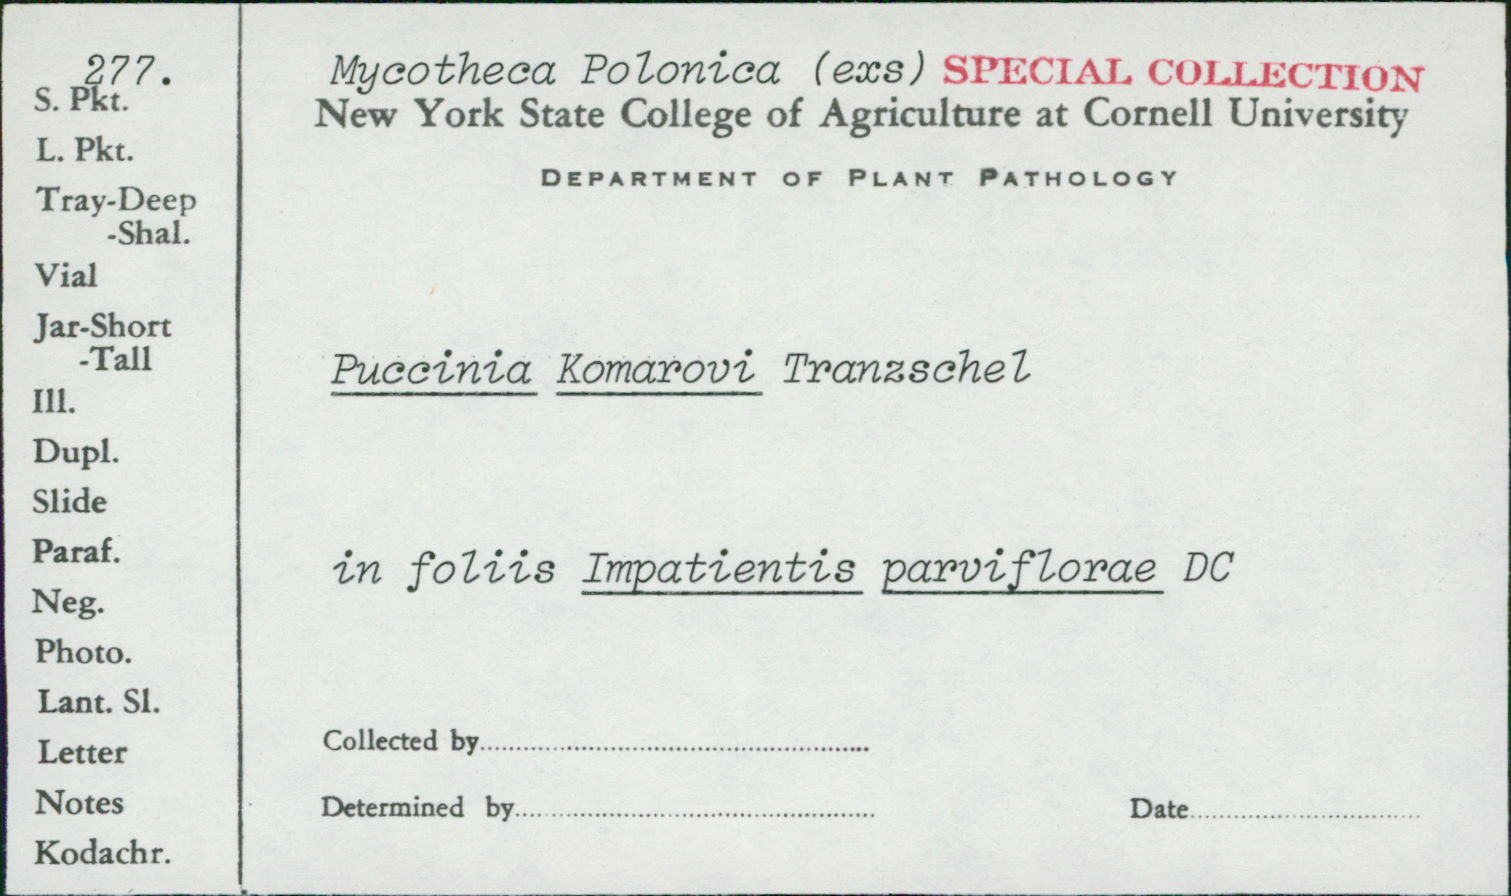 277.
S. Pkt.
L. Pkt.
Tray-Deep
-Shal.
Vial
Jar-Short
-Tall
Ill.
Dupl.
Slide
Paraf.
Neg.
Photo.
Lant. Sl.
Letter
Notes
Kodachr.
Mycotheca Polonica (exs) SPECIAL COLLECTION
New York State College of Agriculture at Cornell University
DEPARTMENT OF PLANT PATHOLOGY
Puccinia Komarovi Tranzschel
in foliis Impatientis parviflorae DC
Collected by
Determined by Date